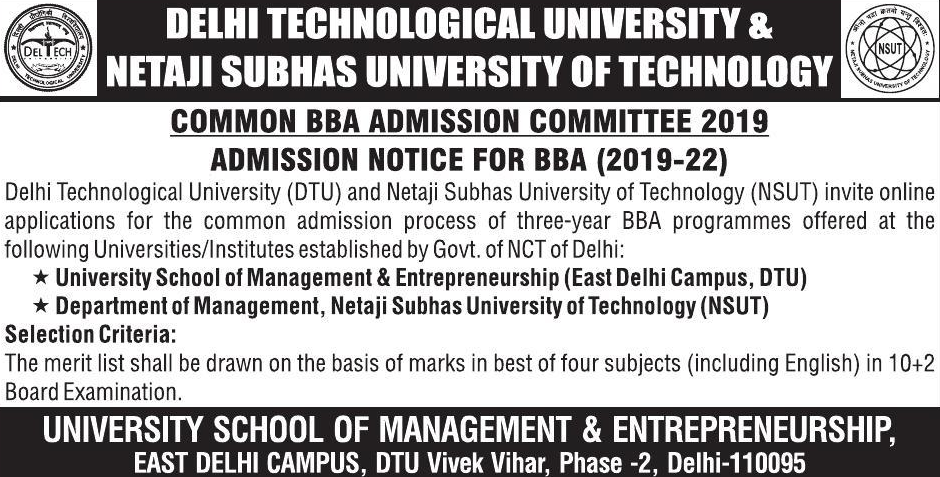 DELHI TECHNOLOGICAL UNIVERSITY &
NETAJI SUBHAS UNIVERSITY OF TECHNOLOGY
DELTECH
NSUT
COMMON BBA ADMISSION COMMITTEE 2019
ADMISSION NOTICE FOR BBA (2019-22)
Delhi Technological University (DTU) and Netaji Subhas University of Technology (NSUT) invite online
applications for the common admission process of three-year BBA programmes offered at the
following Universities/Institutes established by Govt. of NCT of Delhi:
★ University School of Management & Entrepreneurship (East Delhi Campus, DTU)
★ Department of Management, Netaji Subhas University of Technology (NSUT)
Selection Criteria:
The merit list shall be drawn on the basis of marks in best of four subjects (including English) in 10+2
Board Examination.
UNIVERSITY SCHOOL OF MANAGEMENT & ENTREPRENEURSHIP,
EAST DELHI CAMPUS, DTU Vivek Vihar, Phase -2, Delhi-110095